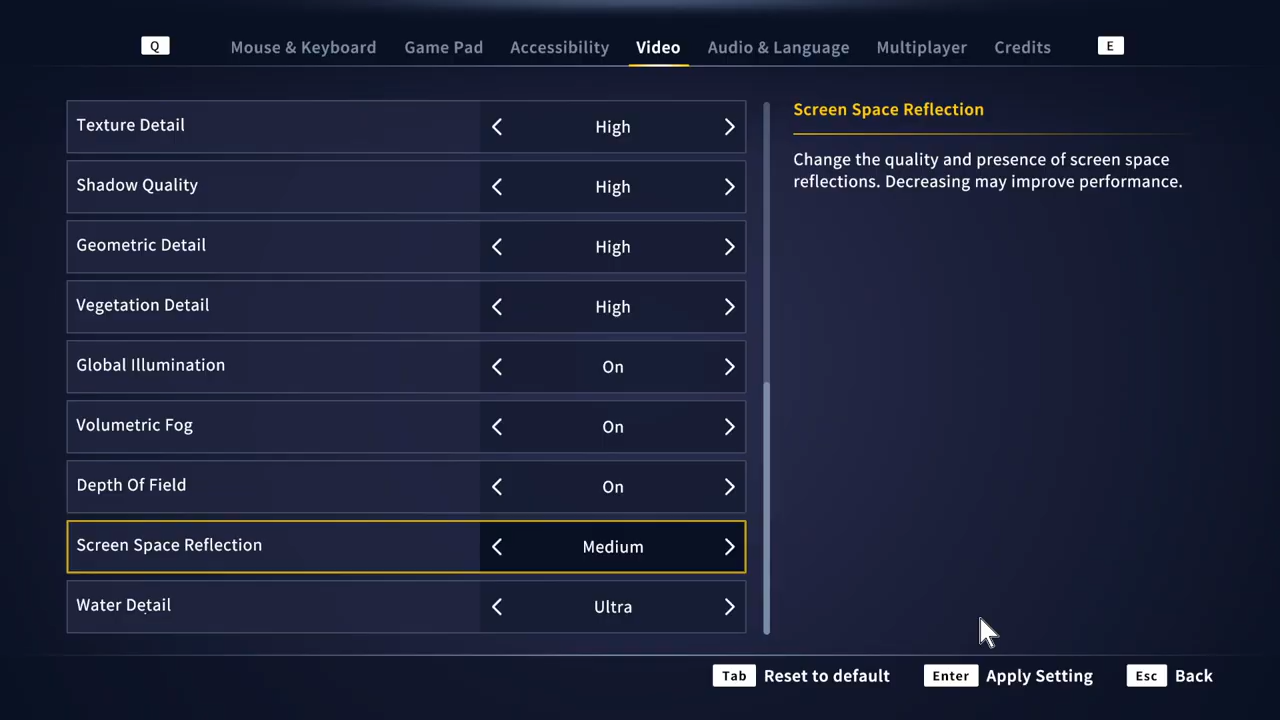 Q Mouse & Keyboard Game Pad Accessibility Video Audio & Language Multiplayer Credits E
Texture Detail High
Shadow Quality High
Geometric Detail High
Vegetation Detail High
Global Illumination On
Volumetric Fog On
Depth Of Field On
Screen Space Reflection Medium
Water Detail Ultra
Screen Space Reflection
Change the quality and presence of screen space
reflections. Decreasing may improve performance.
Tab Reset to default Enter Apply Setting Esc Back